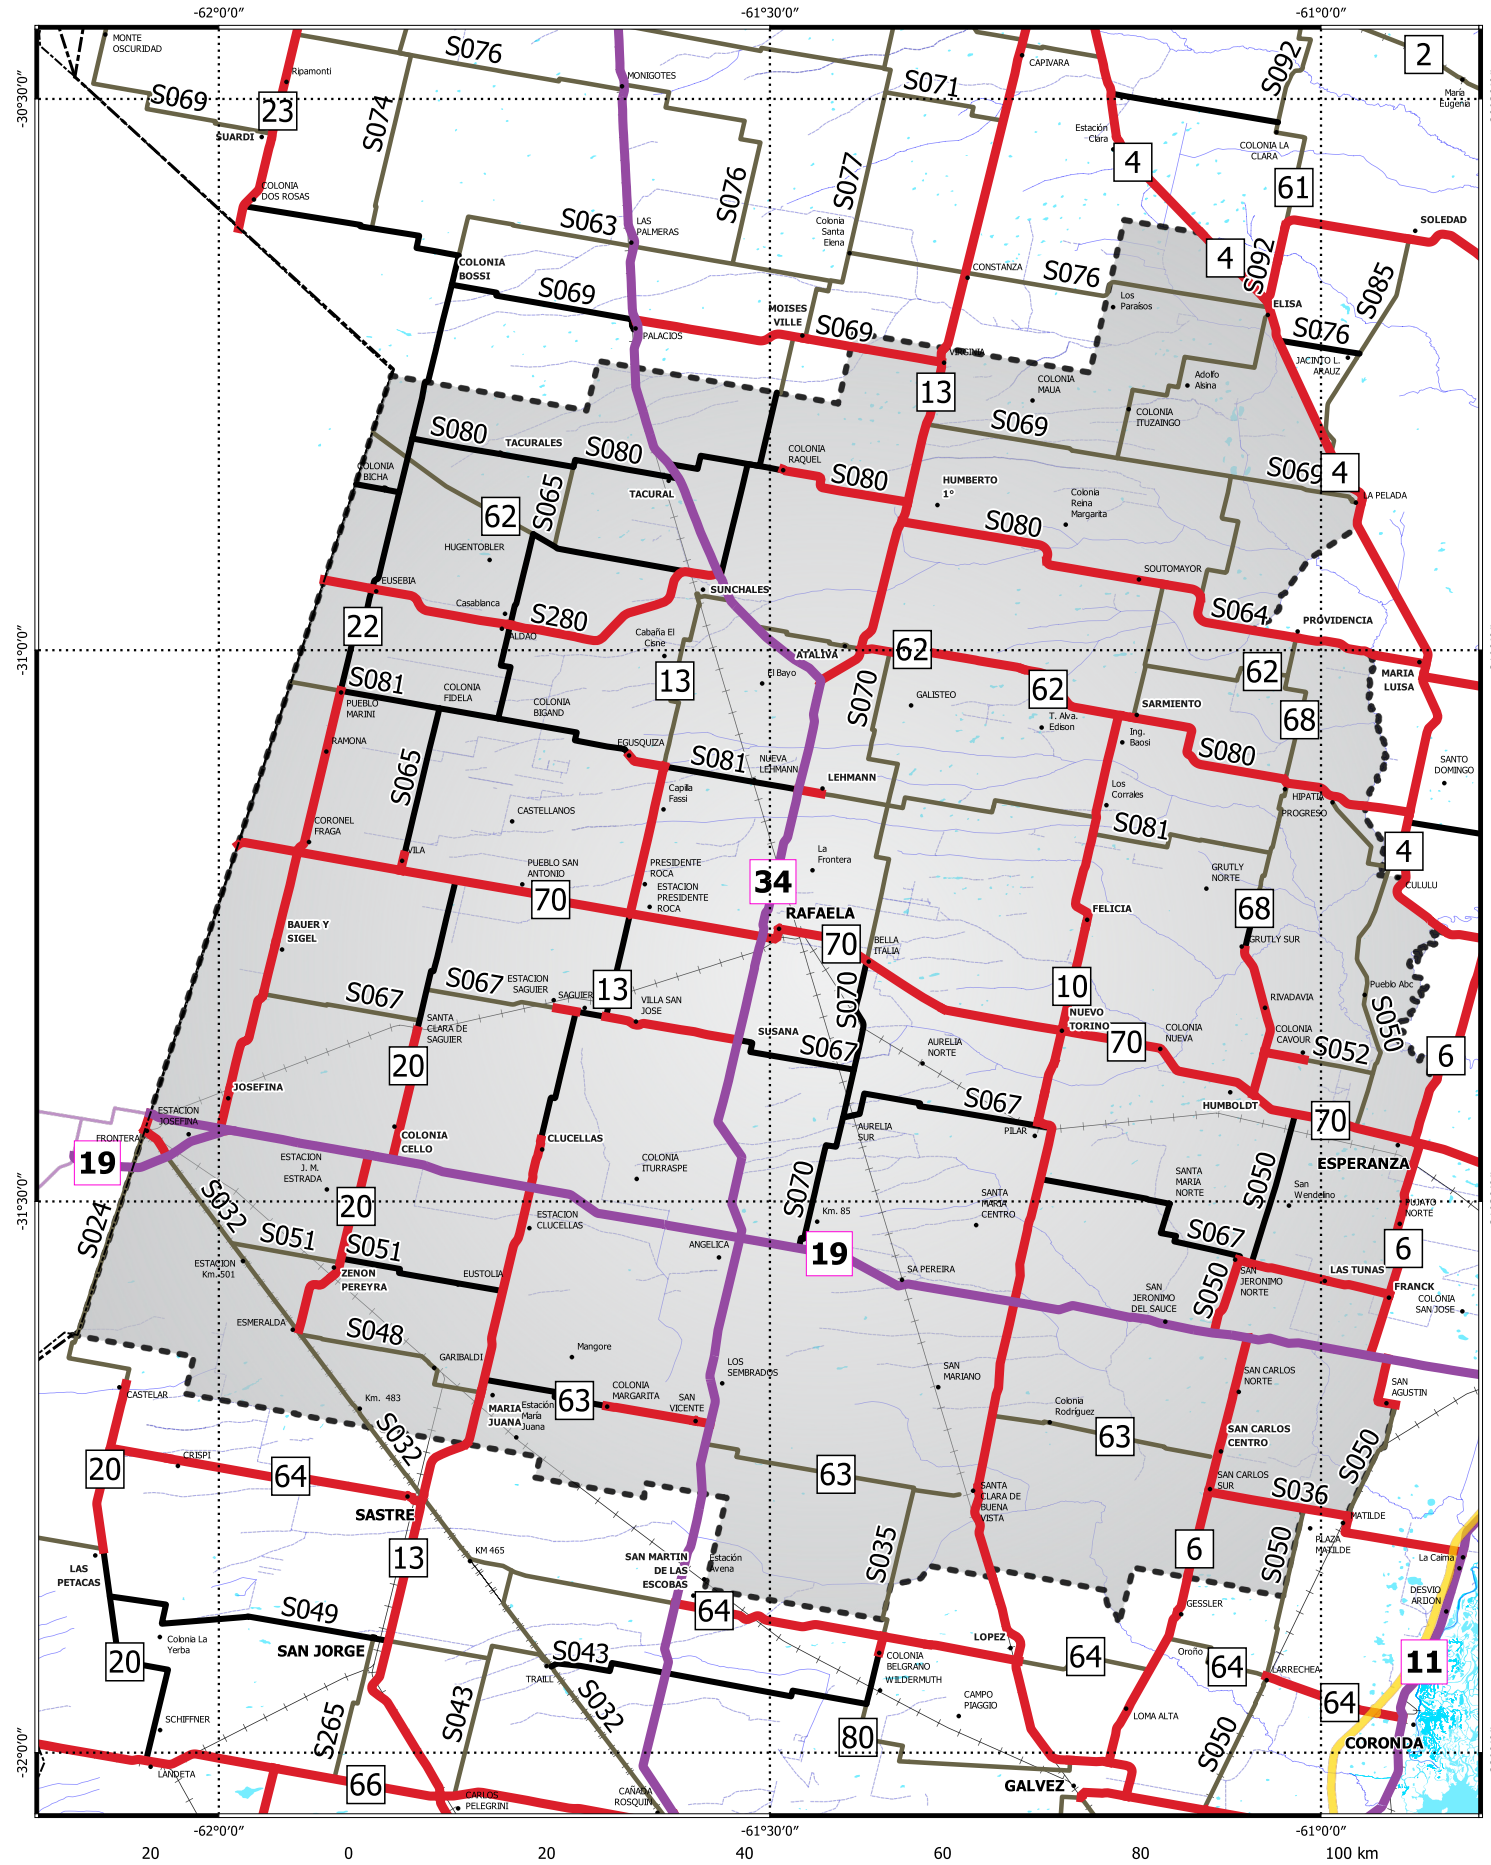 -62°0'0"
-61°30'0"
-61°0'0"
MONTE
OSCURIDAD
S076
MONIGOTES
CAPIVARA
S092
2
Ripamonti
S069
23
S074
S071
María
Eugenia
-30°30'0"
SUARDI
Estación
Clara
4
COLONIA LA
CLARA
S076
S077
61
COLONIA
DOS ROSAS
S063
LAS
PALMERAS
Colonia
Santa
Elena
SOLEDAD
4
S092
COLONIA
BOSSI
CONSTANZA
S076
S085
S069
Los
Paraísos
ELISA
MOISES
VILLE
S069
S076
PALACIOS
VIRGINIA
JACINTO L.
ARAUZ
13
COLONIA
MAUA
Adolfo
Alsina
COLONIA
ITUZAINGO
S080
TACURALES
S080
S069
COLONIA
RAQUEL
COLONIA
BICHA
S080
S069
4
TACURAL
HUMBERTO
1°
Colonia
Reina
Margarita
LA PELADA
62
S065
S080
HUGENTOBLER
SOUTOMAYOR
EUSEBIA
SUNCHALES
Casablanca
S280
S064
22
ALDAO
Cabaña El
Cisne
PROVIDENCIA
-31°0'0"
ATALIVA
62
S081
13
El Bayo
62
62
MARIA
LUISA
COLONIA
FIDELA
PUEBLO
MARINI
COLONIA
BIGAND
S070
GALISTEO
T. Alva.
Edison
SARMIENTO
68
Ing.
Baosi
RAMONA
EGUSQUIZA
S081
NUEVA
LEHMANN
S080
SANTO
DOMINGO
S065
LEHMANN
Capilla
Fassi
Los
Corrales
HIPATIA
PROGRESO
COLONEL
FRAGA
CASTELLANOS
S081
VILA
La
Frontera
4
PUEBLO SAN
ANTONIO
PRESIDENTE
ROCA
GRUTLY
NORTE
CULULU
70
ESTACION
PRESIDENTE
ROCA
34
RAFAELA
FELICIA
68
BAUER Y
SIGEL
70
BELLA
ITALIA
GRUTLY SUR
S067
S067
ESTACION
SAGUIER
13
SAGUIER
VILLA SAN
JOSE
S070
10
RIVADAVIA
Pueblo Abc
S050
SANTA
CLARA DE
SAGUIER
SUSANA
S067
NUEVO
TORINO
70
COLONIA
NUEVA
COLONIA
CAVOUR
S052
20
AURELIA
NORTE
6
JOSEFINA
HUMBOLDT
ESTACION
JOSEFINA
S067
70
FRONTERA
COLONIA
CELLO
CLUCELLAS
AURELIA
SUR
PILAR
19
ESTACION
J. M.
ESTRADA
COLONIA
ITURRASPE
SANTA
MARIA
NORTE
S050
ESPERANZA
-31°30'0"
S024
S032
20
S070
SANTA
MARIA
CENTRO
San
Wendelino
PUJATO
NORTE
ESTACION
CLUCELLAS
Km. 85
S051
S051
ANGELICA
19
S067
6
ESTACION
Km. 501
ZENON
PEREYRA
EUSTOLIA
SA PEREIRA
S050
SAN
JERONIMO
NORTE
LAS TUNAS
FRANCK
SAN
JERONIMO
DEL SAUCE
COLONIA
SAN JOSE
ESMERALDA
S048
GARIBALDI
Mangore
LOS
SEMBRADOS
SAN
MARIANO
SAN CARLOS
NORTE
SAN
AGUSTIN
CASTELAR
Km. 483
63
COLONIA
MARGARITA
SAN
VICENTE
MARIA
JUANA
Estación
María
Juana
Colonia
Rodríguez
63
SAN CARLOS
CENTRO
S032
CRISPI
20
64
63
S050
SAN CARLOS
SUR
SANTA
CLARA DE
BUENA
VISTA
S036
SASTRE
MATILDE
PLAZA
MATILDE
KM 465
13
SAN MARTIN
DE LAS
ESCOBAS
Estación
Avena
S035
6
S050
La Caima
LAS
PETACAS
DESVIO
ARIJON
S049
64
GESSLER
Colonia La
Yerba
SAN JORGE
LOPEZ
20
S043
TRAILL
COLONIA
BELGRANO
WILDERMUTH
64
Oroño
64
LARRECHEA
11
S043
S032
CAMPO
PIAGGIO
LOMA ALTA
64
SCHIFFNER
S265
80
S050
CORONDA
-32°0'0"
LANDETA
66
CARLOS
PELEGRINI
CAÑADA
ROSQUIN
GALVEZ
-62°0'0"
-61°30'0"
-61°0'0"
20
0
20
40
60
80
100 km